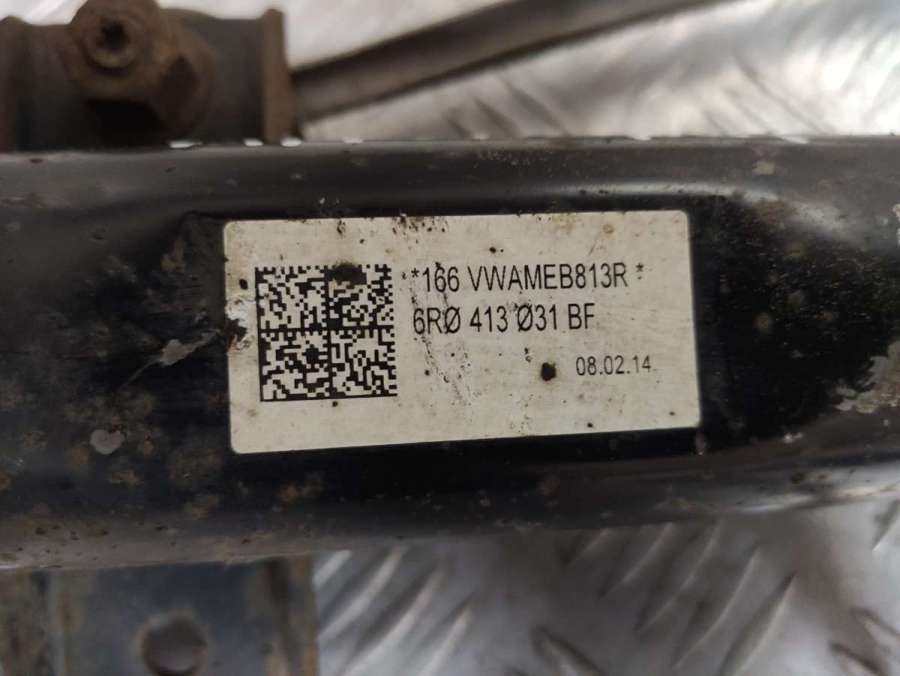 *166 VWAMEB813R *
6RØ 413 Ø31 BF
08.02.14